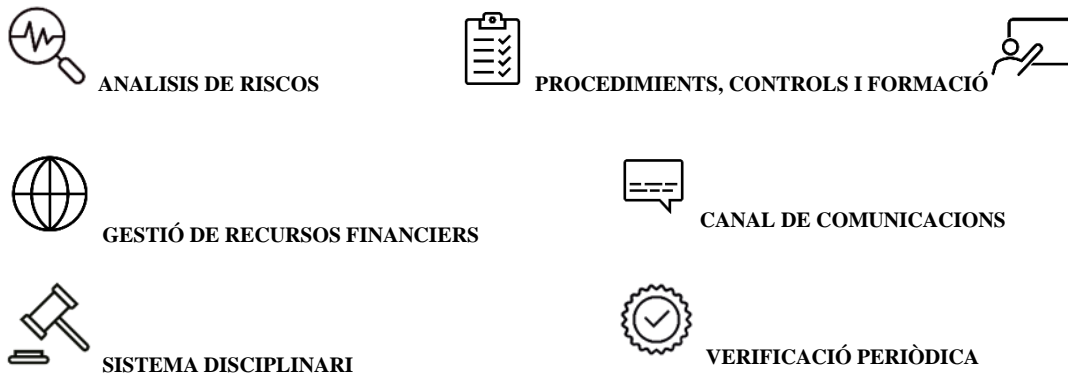 ANALISIS DE RISCOS
PROCEDIMIENTS, CONTROLS I FORMACIÓ
GESTIÓ DE RECURSOS FINANCIERS
CANAL DE COMUNICACIONS
SISTEMA DISCIPLINARI
VERIFICACIÓ PERIÒDICA